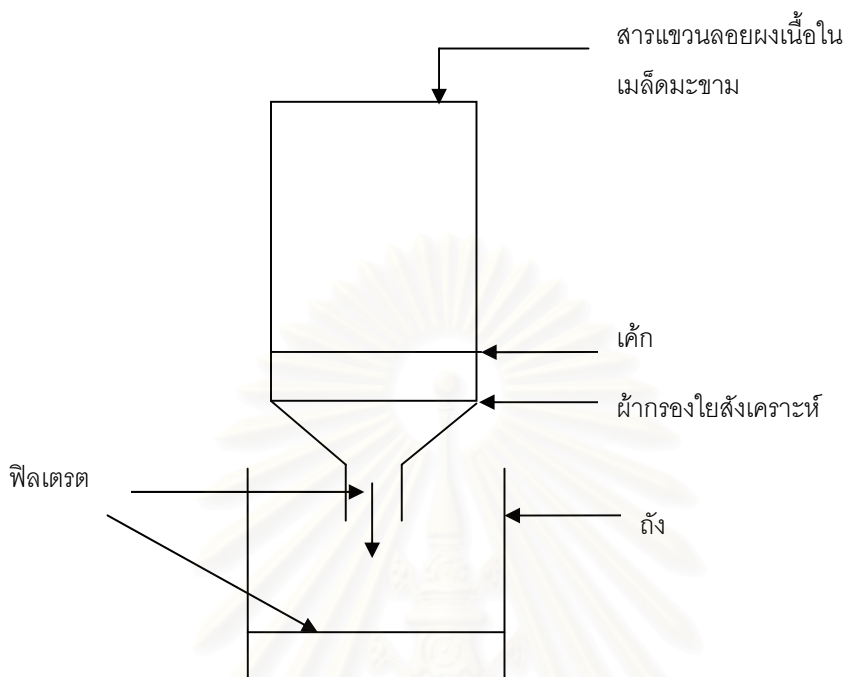 สารแขวนลอยผงเนื้อใน
เมล็ดมะขาม
เค้ก
ผ้ากรองใยสังเคราะห์
ฟิลเตรต
ถัง